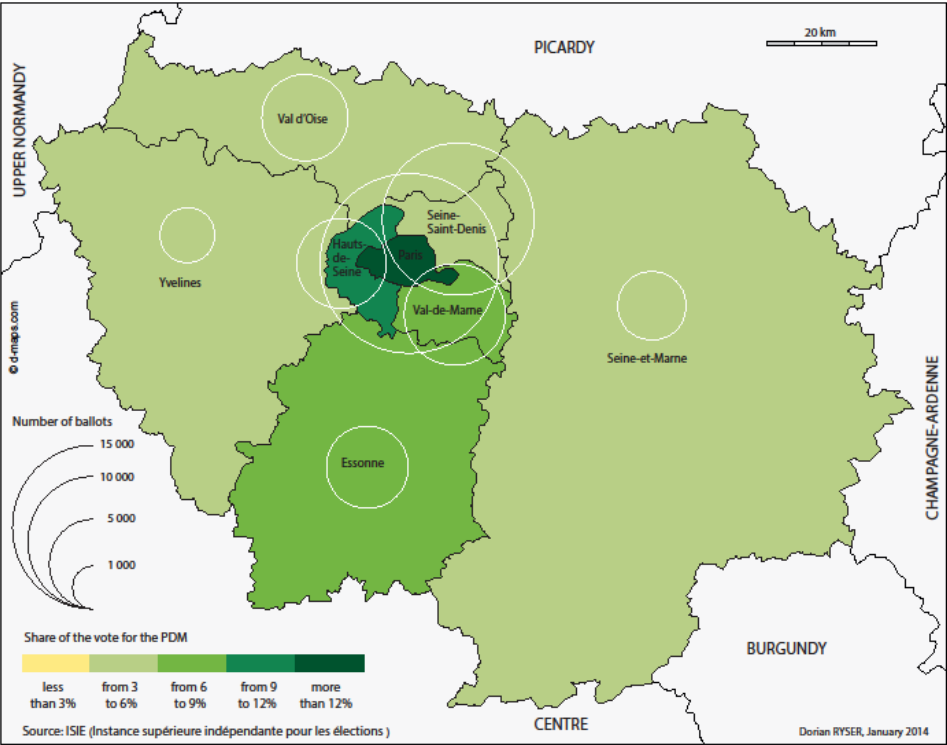 20 km
PICARDY
UPPER NORMANDY
Val d'Oise
Seine-
Saint-Denis
Hauts-
de-
Seine
Paris
Yvelines
Val-de-Marne
© d-maps.com
Seine-et-Marne
CHAMPAGNE-ARDENNE
Number of ballots
15 000
10 000
5 000
1 000
Essonne
Share of the vote for the PDM
less
than 3%
from 3
to 6%
from 6
to 9%
from 9
to 12%
more
than 12%
BURGUNDY
CENTRE
Source: ISIE (Instance supérieure indépendante pour les élections )
Dorian RYSER, January 2014